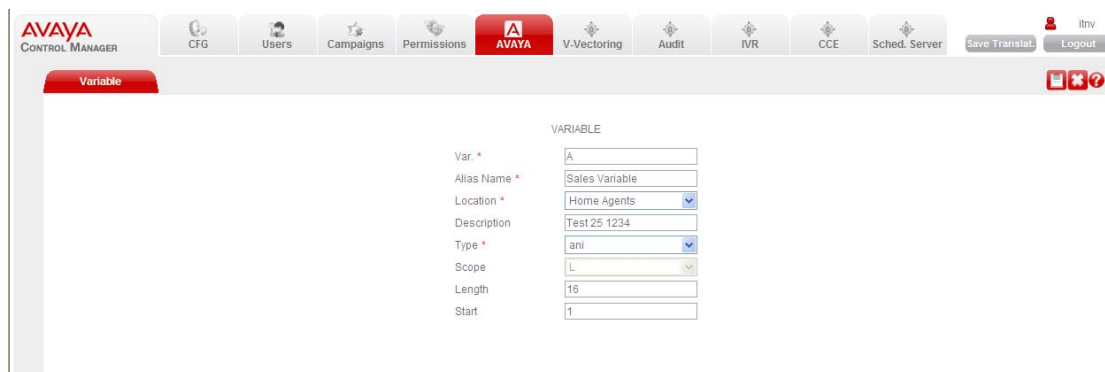 AVAYA
CONTROL MANAGER
CFG
Users
Campaigns
Permissions
A
AVAYA
V-Vectoring
Audit
IVR
CCE
Sched. Server
itnv
Save Translat.
Logout
Variable
?
VARIABLE
Var. * A
Alias Name * Sales Variable
Location * Home Agents
Description Test 25 1234
Type * ani
Scope L
Length 16
Start 1